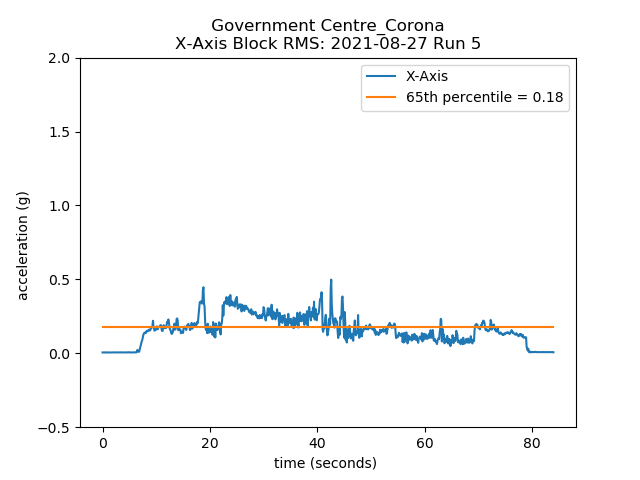 Government Centre_Corona
X-Axis Block RMS: 2021-08-27 Run 5
X-Axis
65th percentile = 0.18
2.0
1.5
1.0
0.5
0.0
−0.5
acceleration (g)
0 20 40 60 80
time (seconds)